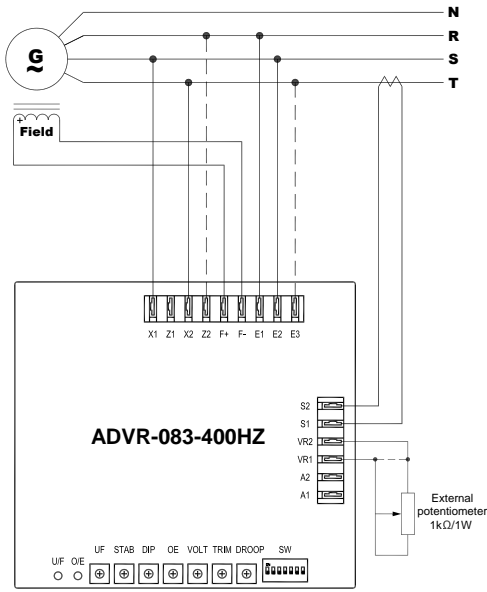 N
R
G
~
S
T
+
Field
X1 Z1 X2 Z2 F+ F- E1 E2 E3
S2
S1
ADVR-083-400HZ
VR2
VR1
A2
A1
External
potentiometer
1kΩ/1W
U/F O/E UF STAB DIP OE VOLT TRIM DROOP SW